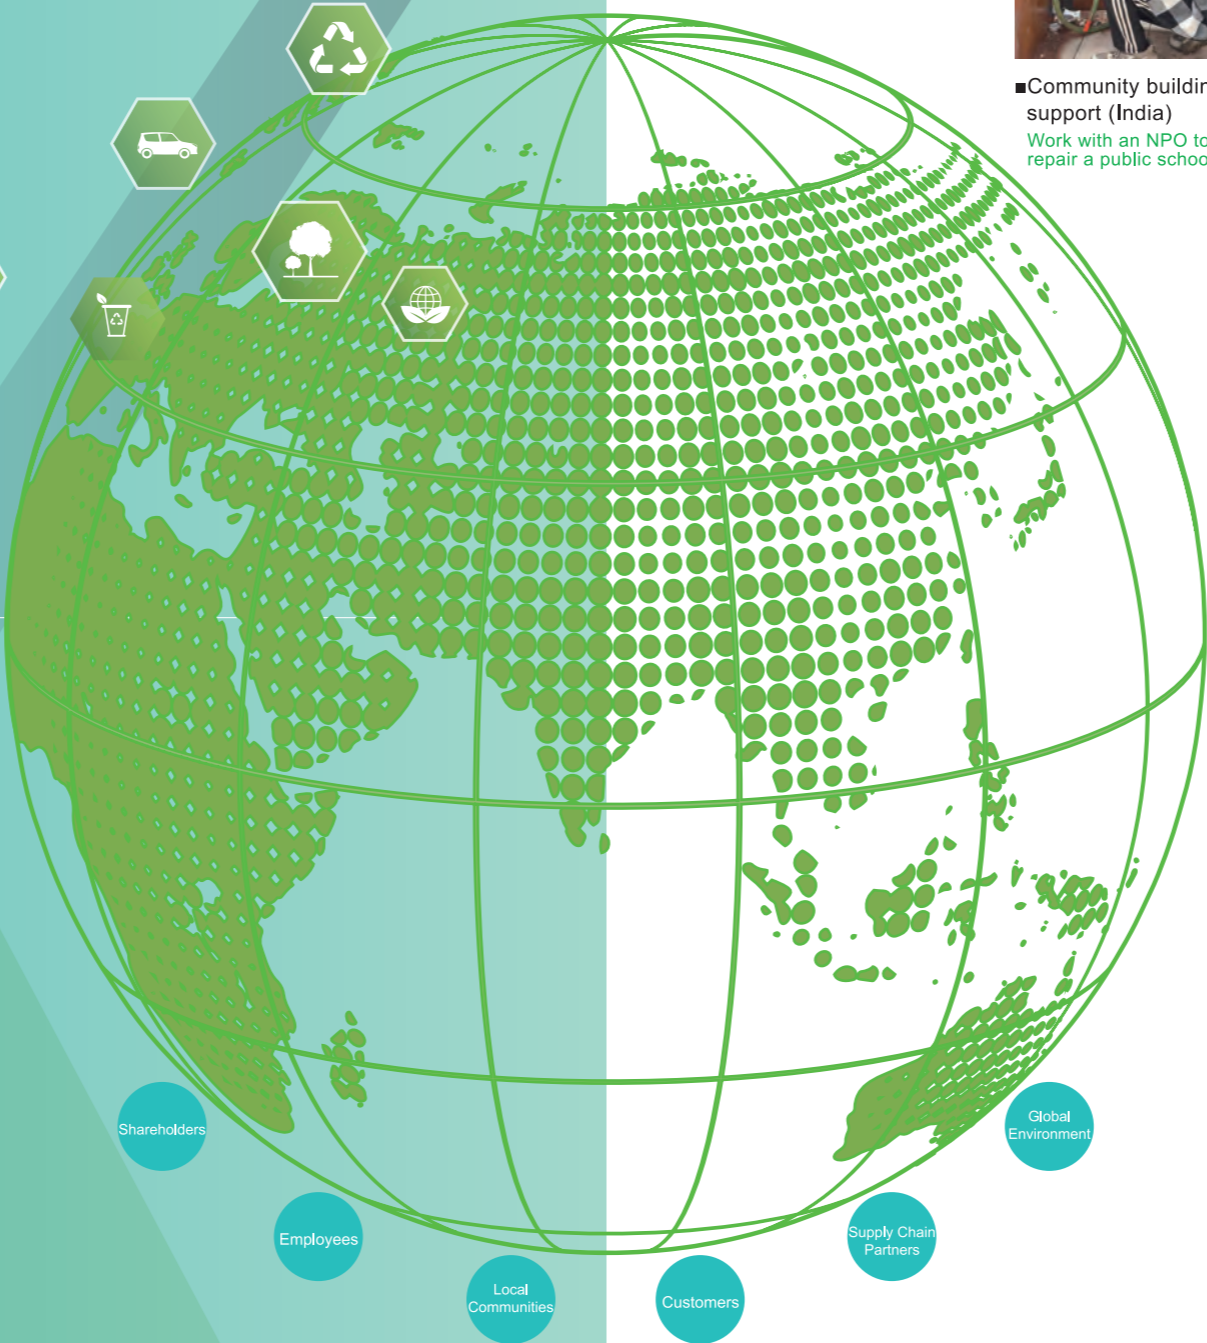 ■Community buildin
support (India)
Work with an NPO to
repair a public schoo
Shareholders
Employees
Local
Communities
Customers
Supply Chain
Partners
Global
Environment